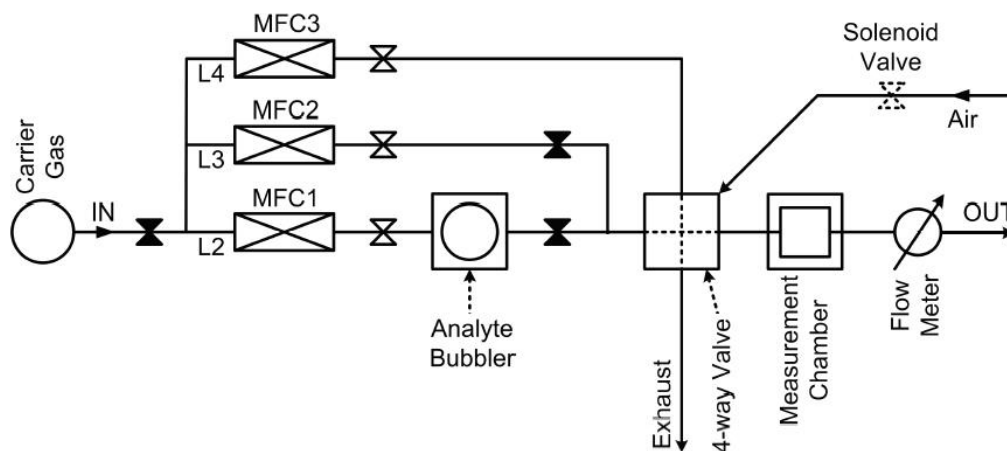 MFC3
Solenoid
Valve
L4
Air
MFC2
Carrier
Gas
L3
MFC1
IN
OUT
L2
Analyte
Bubbler
Exhaust
4-way Valve
Measurement
Chamber
Flow
Meter